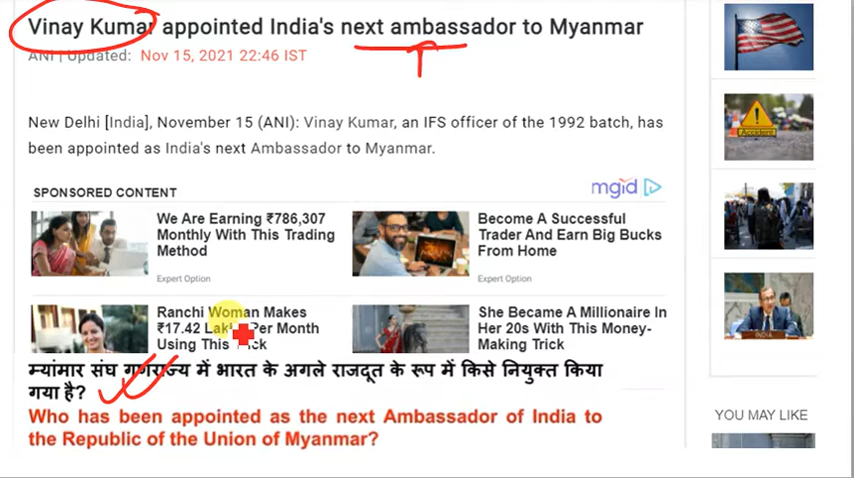 Vinay Kumar appointed India's next ambassador to Myanmar
ANI | Updated: Nov 15, 2021 22:46 IST
New Delhi [India], November 15 (ANI): Vinay Kumar, an IFS officer of the 1992 batch, has
been appointed as India's next Ambassador to Myanmar.
SPONSORED CONTENT
mgid
We Are Earning ₹786,307
Monthly With This Trading
Method
Expert Option
Become A Successful
Trader And Earn Big Bucks
From Home
Expert Option
Ranchi Woman Makes
₹17.42 Per Month
Using This
She Became A Millionaire In
Her 20s With This Money-
Making Trick
म्यांमार संघ गणराज्य में भारत के अगले राजदूत के रूप में किसे नियुक्त किया
गया है?
Who has been appointed as the next Ambassador of India to
the Republic of the Union of Myanmar?
Accident
INDIA
YOU MAY LIKE